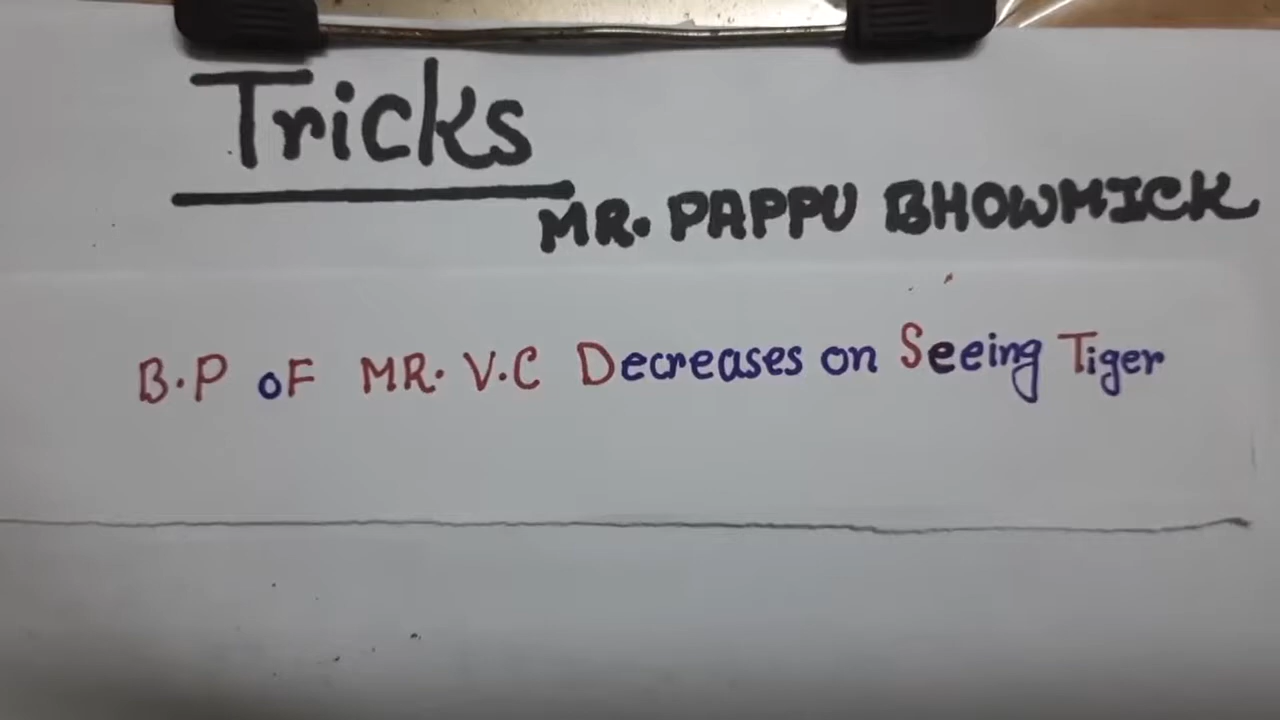 Tricks
MR. PAPPU BHOWMICK
B.P oF MR. V.C Decreases on Seeing Tiger